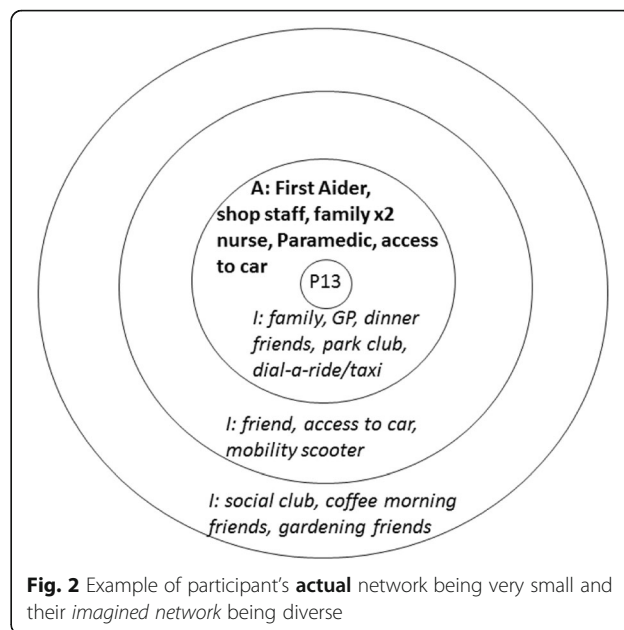 A: First Aider,
shop staff, family x2
nurse, Paramedic, access
to car
P13
I: family, GP, dinner
friends, park club,
dial-a-ride/taxi
I: friend, access to car,
mobility scooter
I: social club, coffee morning
friends, gardening friends
Fig. 2 Example of participant's actual network being very small and
their imagined network being diverse